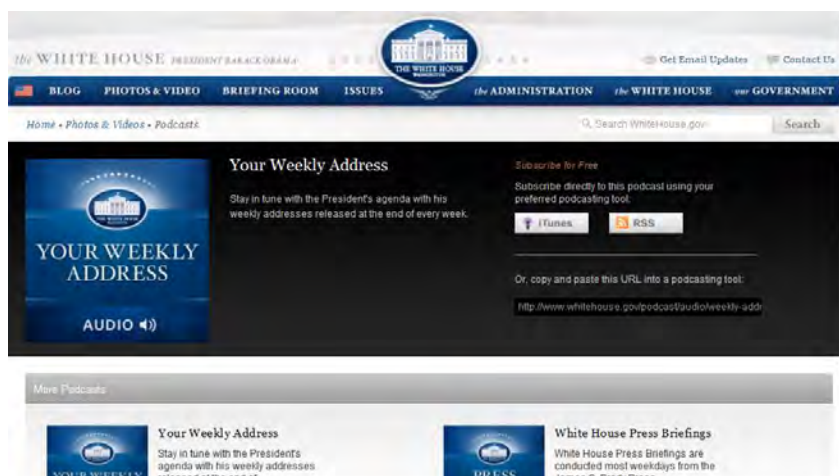 the WHITE HOUSE PRESIDENT BARACK OBAMA
THE WHITE HOUSE
WASHINGTON
Get Email Updates Contact Us
BLOG PHOTOS & VIDEO BRIEFING ROOM ISSUES the ADMINISTRATION the WHITE HOUSE our GOVERNMENT
Home • Photos & Videos • Podcasts
Search WhiteHouse.gov
Search
YOUR WEEKLY
ADDRESS
AUDIO
Your Weekly Address
Stay in tune with the President's agenda with his
weekly addresses released at the end of every week.
Subscribe for Free
Subscribe directly to this podcast using your
preferred podcasting tool:
iTunes RSS
Or, copy and paste this URL into a podcasting tool:
http://www.whitehouse.gov/podcast/audio/weekly-addr
More Podcasts
YOUR WEEKLY
Your Weekly Address
Stay in tune with the President's
agenda with his weekly addresses
PRESS
White House Press Briefings
White House Press Briefings are
conducted most weekdays from the